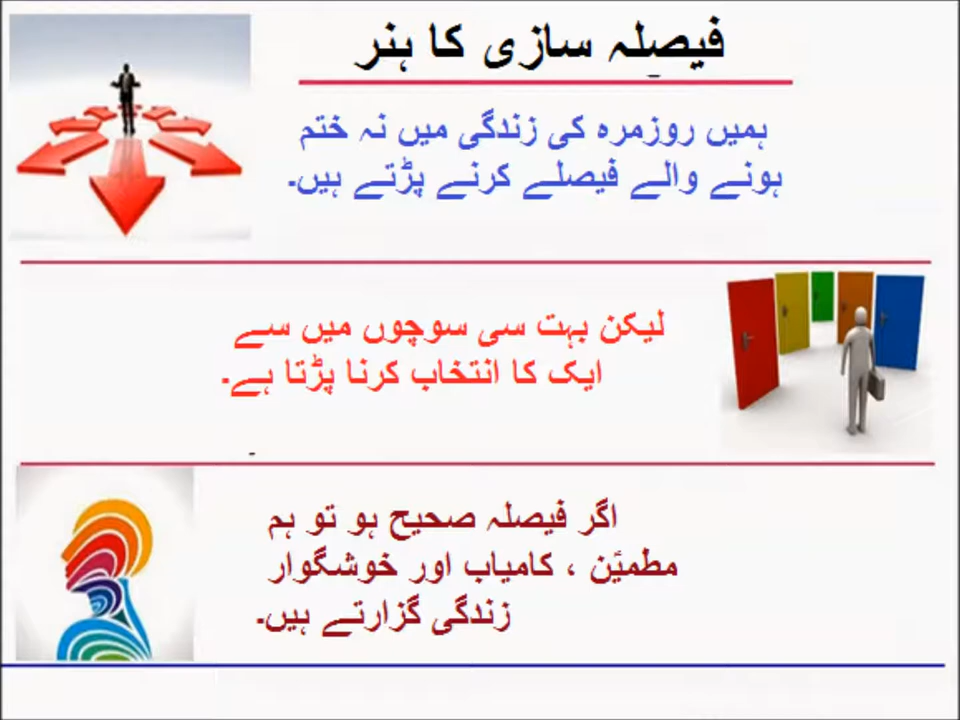 فیصلہ سازی کا ہنر
ہمیں روزمرہ کی زندگی میں نہ ختم
ہونے والے فیصلے کرنے پڑتے ہیں۔
لیکن بہت سی سوچوں میں سے
ایک کا انتخاب کرنا پڑتا ہے۔
اگر فیصلہ صحیح ہو تو ہم
مطمیٔن ، کامیاب اور خوشگوار
زندگی گزارتے ہیں۔